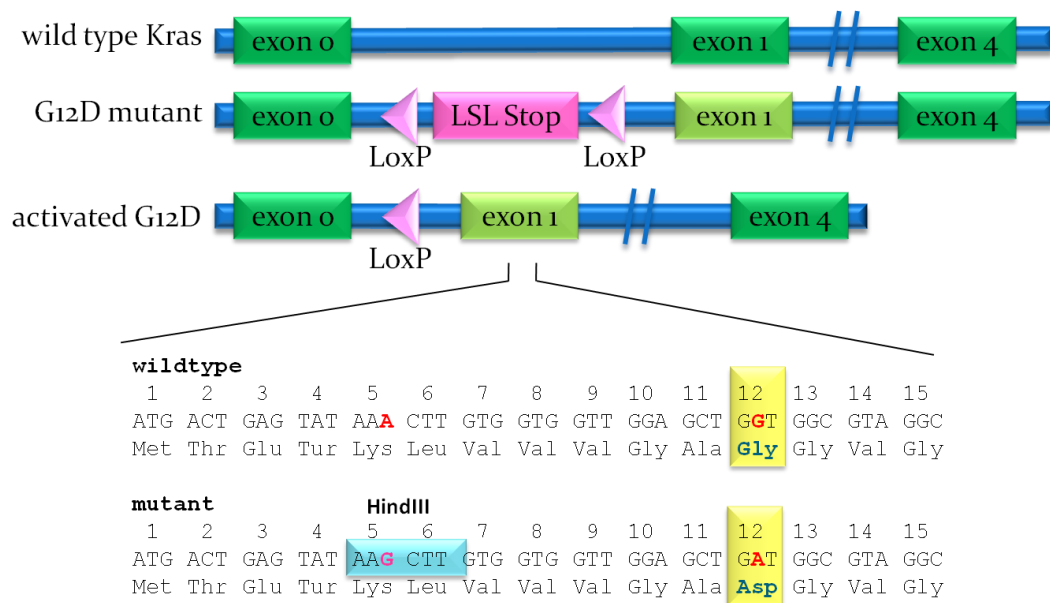 wild type Kras exon 0 exon 1 exon 4
G12D mutant exon 0 LSL Stop exon 1 exon 4
LoxP LoxP
activated G12D exon 0 exon 1 exon 4
LoxP
wildtype
1 2 3 4 5 6 7 8 9 10 11 12 13 14 15
ATG ACT GAG TAT AAA CTT GTG GTG GTT GGA GCT GGT GGC GTA GGC
Met Thr Glu Tur Lys Leu Val Val Val Gly Ala Gly Gly Val Gly
mutant HindIII
1 2 3 4 5 6 7 8 9 10 11 12 13 14 15
ATG ACT GAG TAT AAG CTT GTG GTG GTT GGA GCT GAT GGC GTA GGC
Met Thr Glu Tur Lys Leu Val Val Val Gly Ala Asp Gly Val Gly